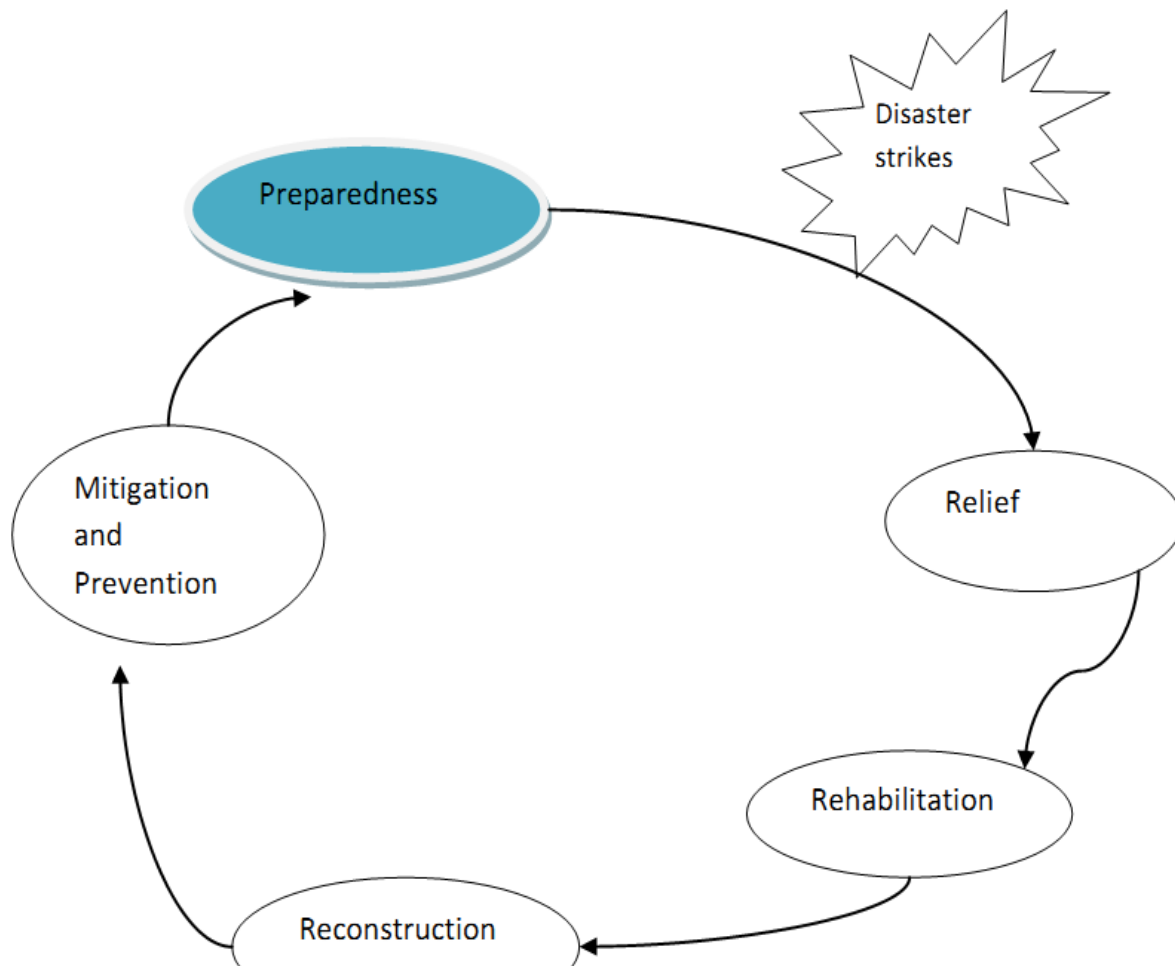 Disaster
strikes
Preparedness
Mitigation
and
Prevention
Relief
Rehabilitation
Reconstruction